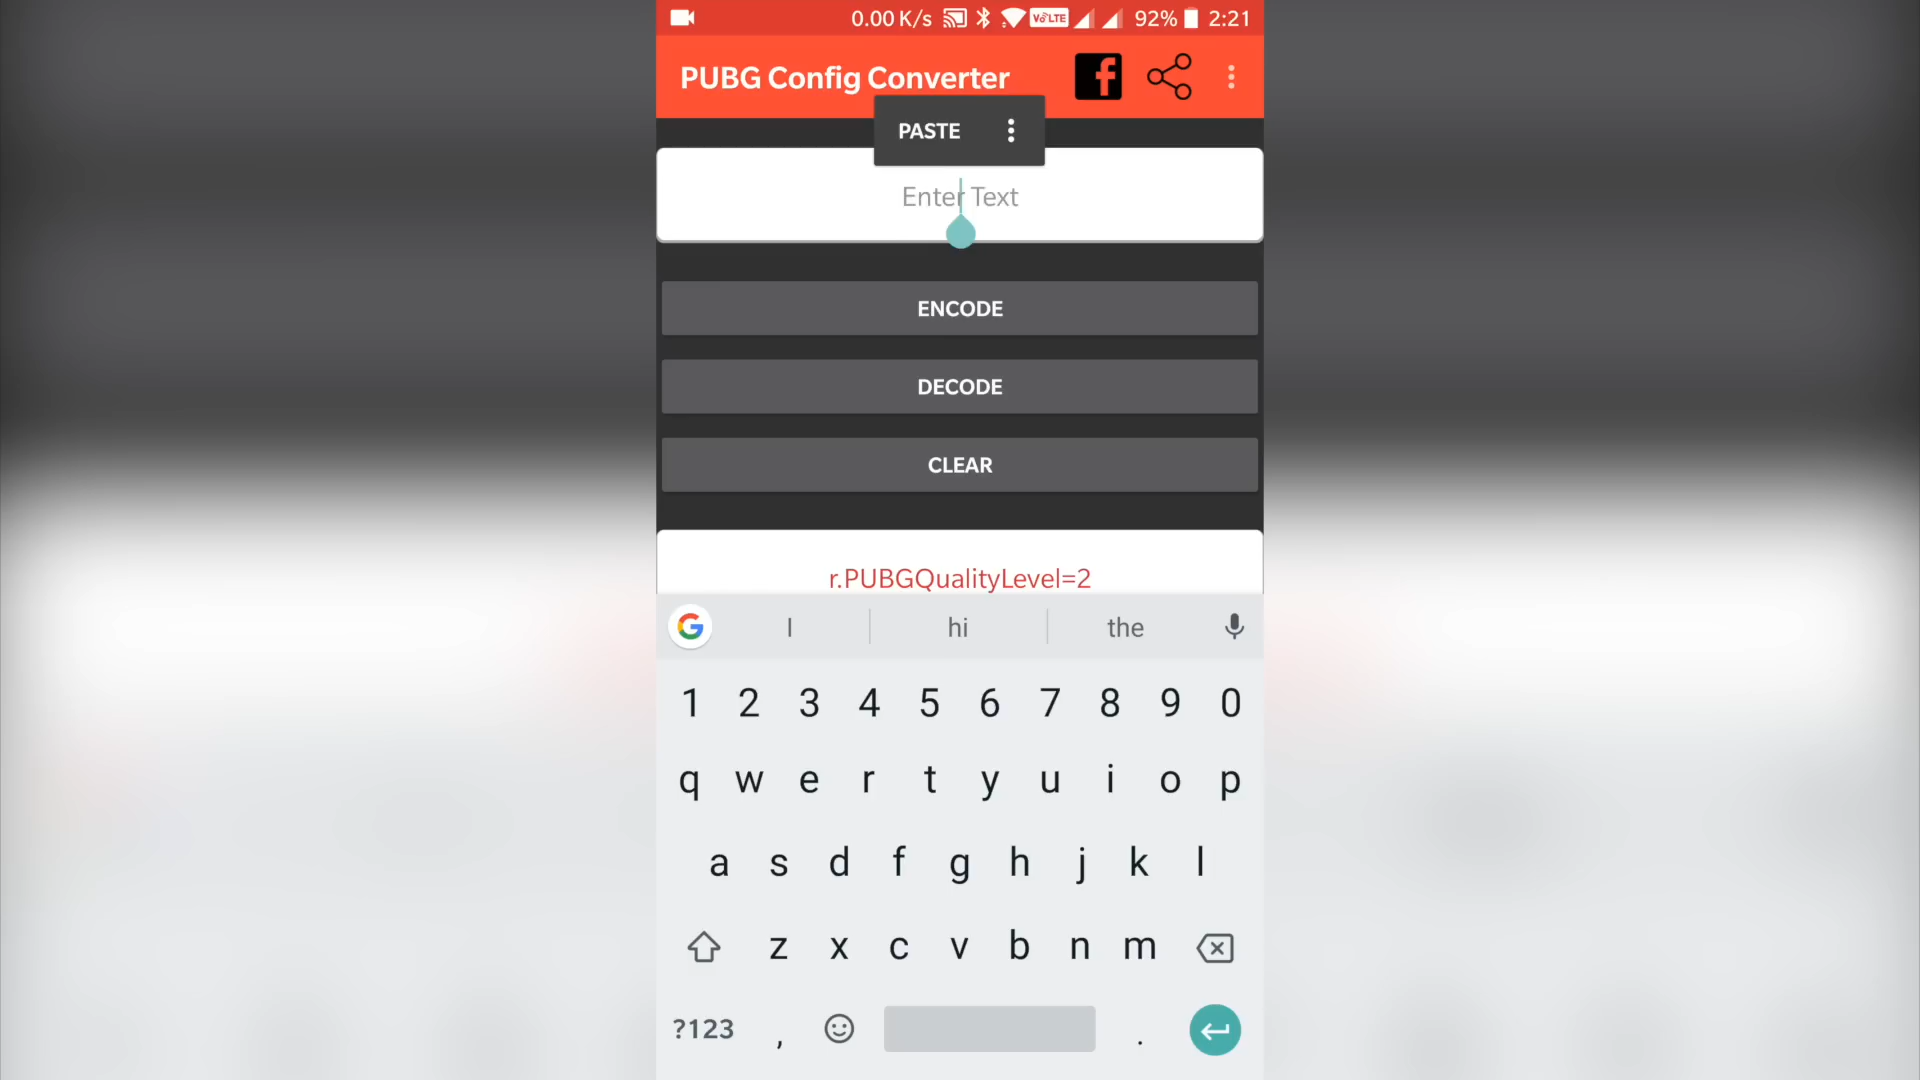 0.00 K/s VoLTE 92% 2:21
PUBG Config Converter
PASTE
Enter Text
ENCODE
DECODE
CLEAR
r.PUBGQualityLevel=2
I hi the
1 2 3 4 5 6 7 8 9 0
q w e r t y u i o p
a s d f g h j k l
z x c v b n m
?123 , .